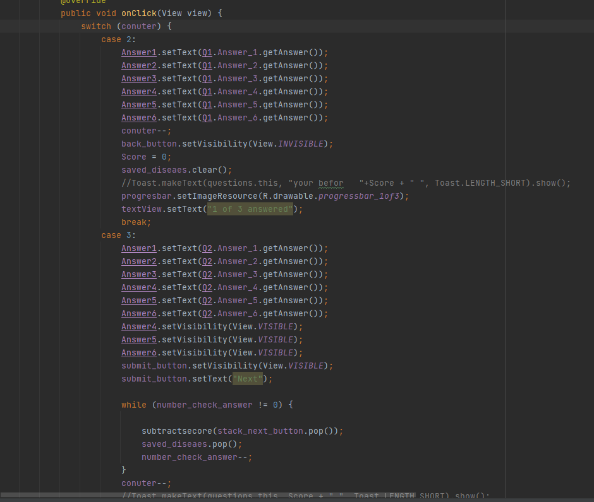 @Override
public void onClick(View view) {
switch (conuter) {
case 2:
Answer1.setText(Q1.Answer_1.getAnswer());
Answer2.setText(Q1.Answer_2.getAnswer());
Answer3.setText(Q1.Answer_3.getAnswer());
Answer4.setText(Q1.Answer_4.getAnswer());
Answer5.setText(Q1.Answer_5.getAnswer());
Answer6.setText(Q1.Answer_6.getAnswer());
conuter--;
back_button.setVisibility(View.INVISIBLE);
Score = 0;
saved_diseaes.clear();
//Toast.makeText(questions.this, "your befor   "+Score + " ", Toast.LENGTH_SHORT).show();
progresbar.setImageResource(R.drawable.progressbar_1of3);
textView.setText("1 of 3 answered");
break;
case 3:
Answer1.setText(Q2.Answer_1.getAnswer());
Answer2.setText(Q2.Answer_2.getAnswer());
Answer3.setText(Q2.Answer_3.getAnswer());
Answer4.setText(Q2.Answer_4.getAnswer());
Answer5.setText(Q2.Answer_5.getAnswer());
Answer6.setText(Q2.Answer_6.getAnswer());
Answer4.setVisibility(View.VISIBLE);
Answer5.setVisibility(View.VISIBLE);
Answer6.setVisibility(View.VISIBLE);
submit_button.setVisibility(View.VISIBLE);
submit_button.setText("Next");
while (number_check_answer != 0) {
subtractsecore(stack_next_button.pop());
saved_diseaes.pop();
number_check_answer--;
}
conuter--;
//Toast.makeText(questions.this, Score + " ", Toast.LENGTH_SHORT).show();